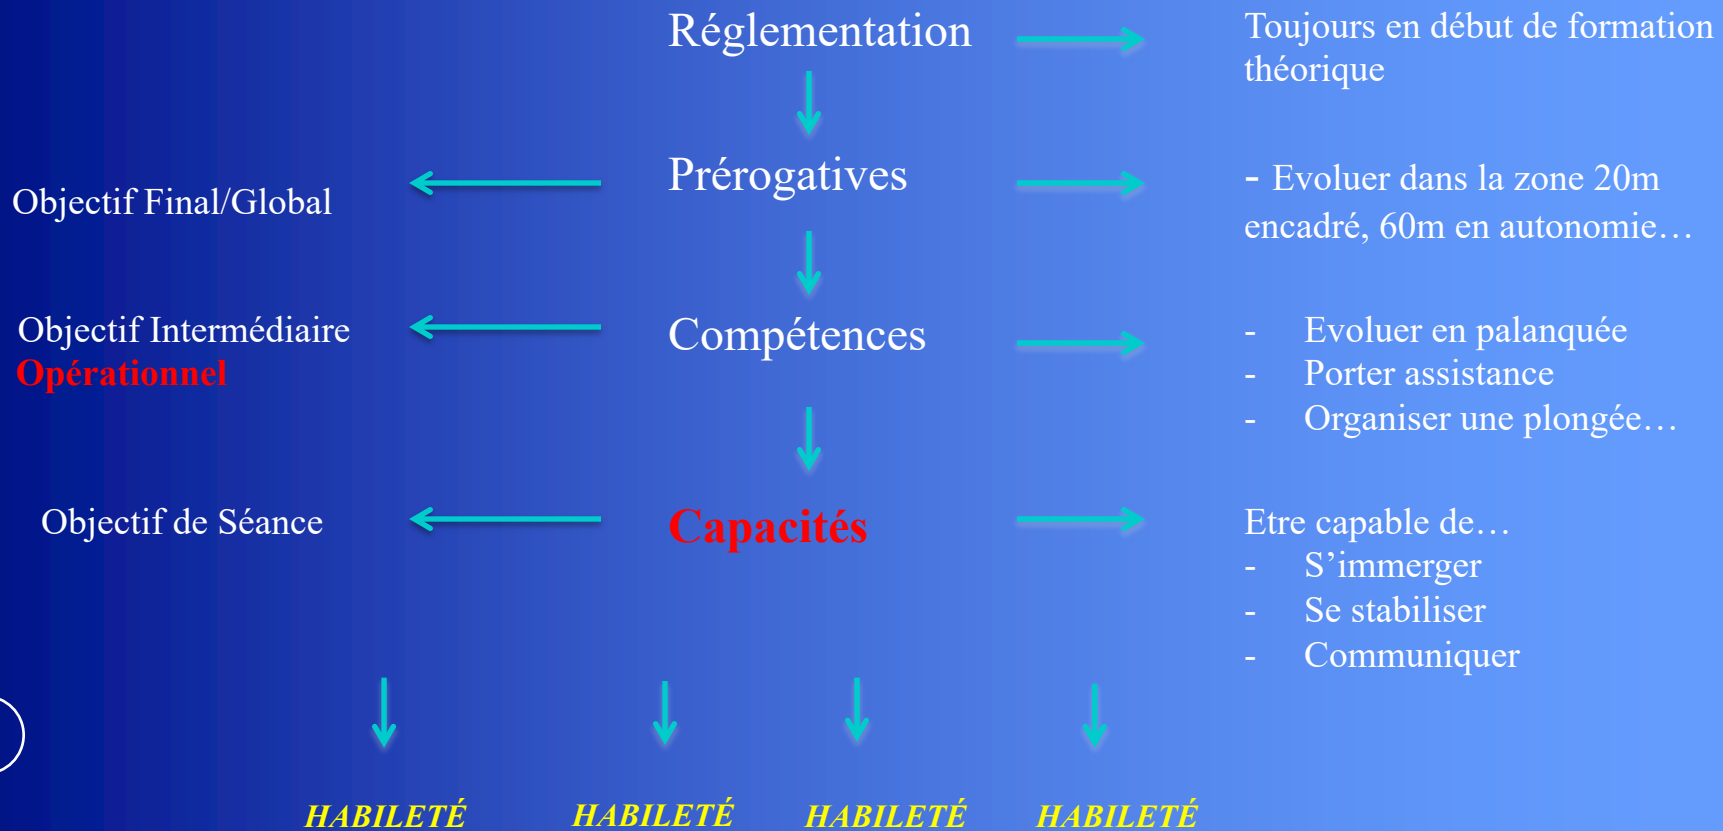 Réglementation
Toujours en début de formation
théorique
Objectif Final/Global
Prérogatives
- Evoluer dans la zone 20m
encadré, 60m en autonomie…
Objectif Intermédiaire
Opérationnel
Compétences
- Evoluer en palanquée
- Porter assistance
- Organiser une plongée…
Objectif de Séance
Capacités
Etre capable de…
- S’immerger
- Se stabiliser
- Communiquer
HABILETÉ
HABILETÉ
HABILETÉ
HABILETÉ